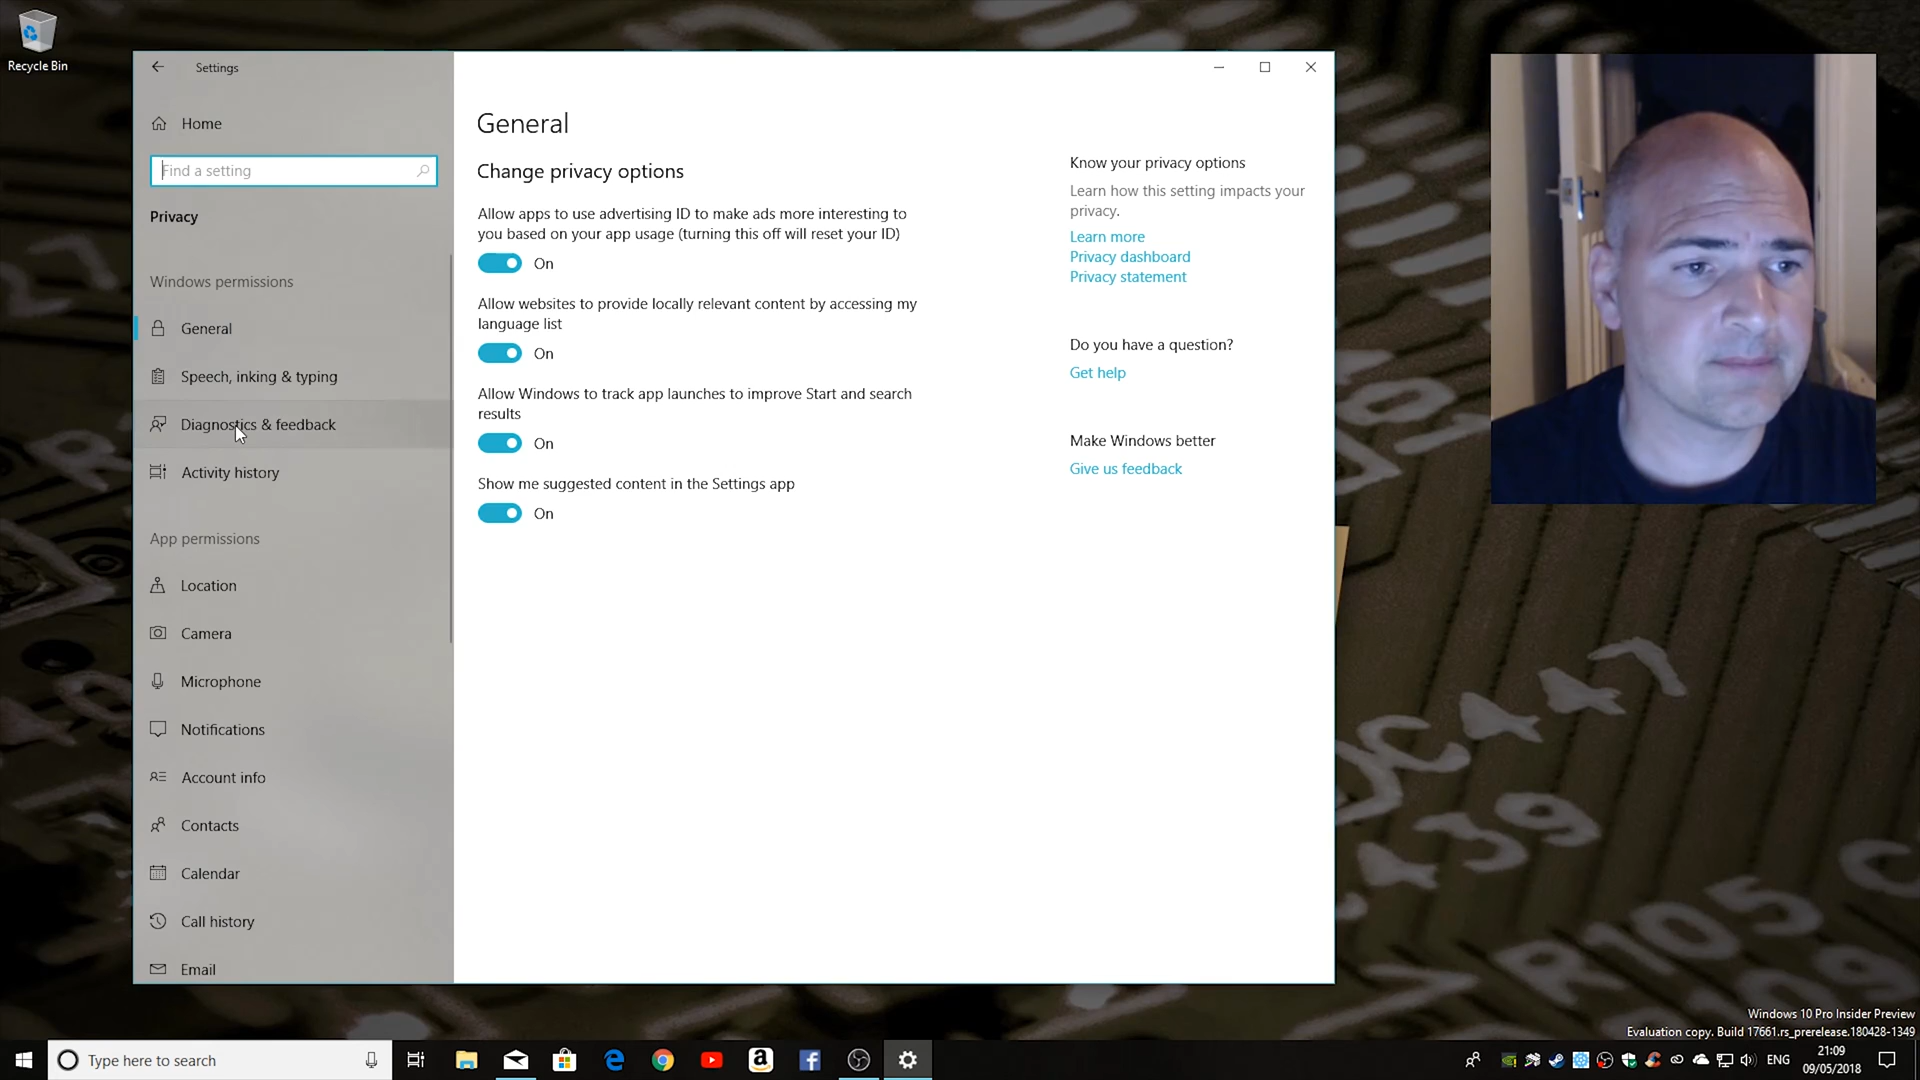 Recycle Bin
Settings
Home
Find a setting
Privacy
Windows permissions
General
Speech, inking & typing
Diagnostics & feedback
Activity history
App permissions
Location
Camera
Microphone
Notifications
Account info
Contacts
Calendar
Call history
Email
General
Change privacy options
Allow apps to use advertising ID to make ads more interesting to
you based on your app usage (turning this off will reset your ID)
On
Allow websites to provide locally relevant content by accessing my
language list
On
Allow Windows to track app launches to improve Start and search
results
On
Show me suggested content in the Settings app
On
Know your privacy options
Learn how this setting impacts your
privacy.
Learn more
Privacy dashboard
Privacy statement
Do you have a question?
Get help
Make Windows better
Give us feedback
C447
C439
R105
Windows 10 Pro Insider Preview
Evaluation copy. Build 17661.rs_prerelease.180428-1349
Type here to search
ENG
21:09
09/05/2018